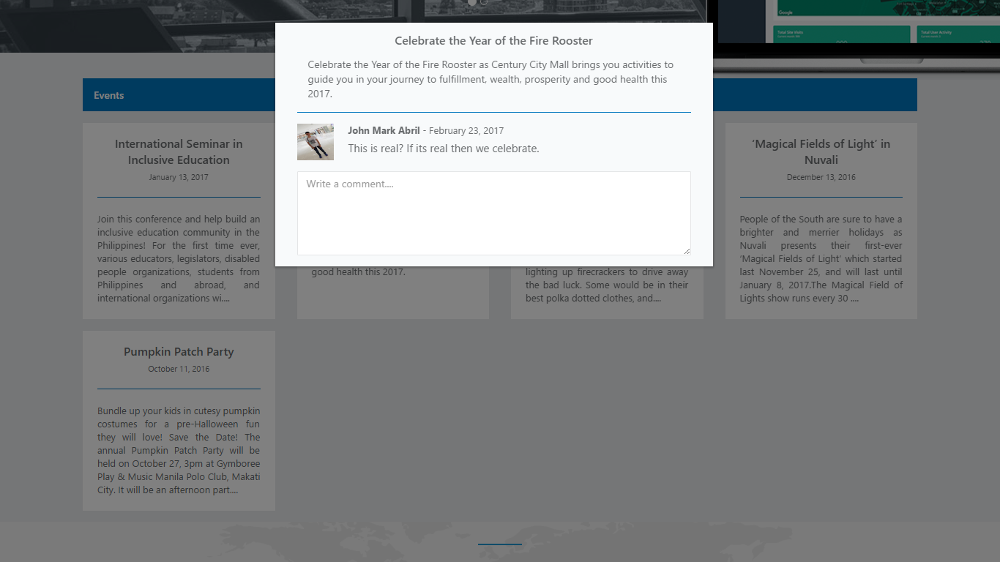 Google
Total Site Visits
Total User Activity
Celebrate the Year of the Fire Rooster
Celebrate the Year of the Fire Rooster as Century City Mall brings you activities to
guide you in your journey to fulfillment, wealth, prosperity and good health this
2017.
John Mark Abril - February 23, 2017
This is real? If its real then we celebrate.
Write a comment....
Events
International Seminar in
Inclusive Education
January 13, 2017
Join this conference and help build an
inclusive education community in the
Philippines! For the first time ever,
various educators, legislators, disabled
people organizations, students from
Philippines and abroad, and
international organizations wi....
good health this 2017.
lighting up firecrackers to drive away
the bad luck. Some would be in their
best polka dotted clothes, and....
‘Magical Fields of Light’ in
Nuvali
December 13, 2016
People of the South are sure to have a
brighter and merrier holidays as
Nuvali presents their first-ever
‘Magical Fields of Light’ which started
last November 25, and will last until
January 8, 2017.The Magical Field of
Lights show runs every 30 ....
Pumpkin Patch Party
October 11, 2016
Bundle up your kids in cutesy pumpkin
costumes for a pre-Halloween fun
they will love! Save the Date! The
annual Pumpkin Patch Party will be
held on October 27, 3pm at Gymboree
Play & Music Manila Polo Club, Makati
City. It will be an afternoon part....